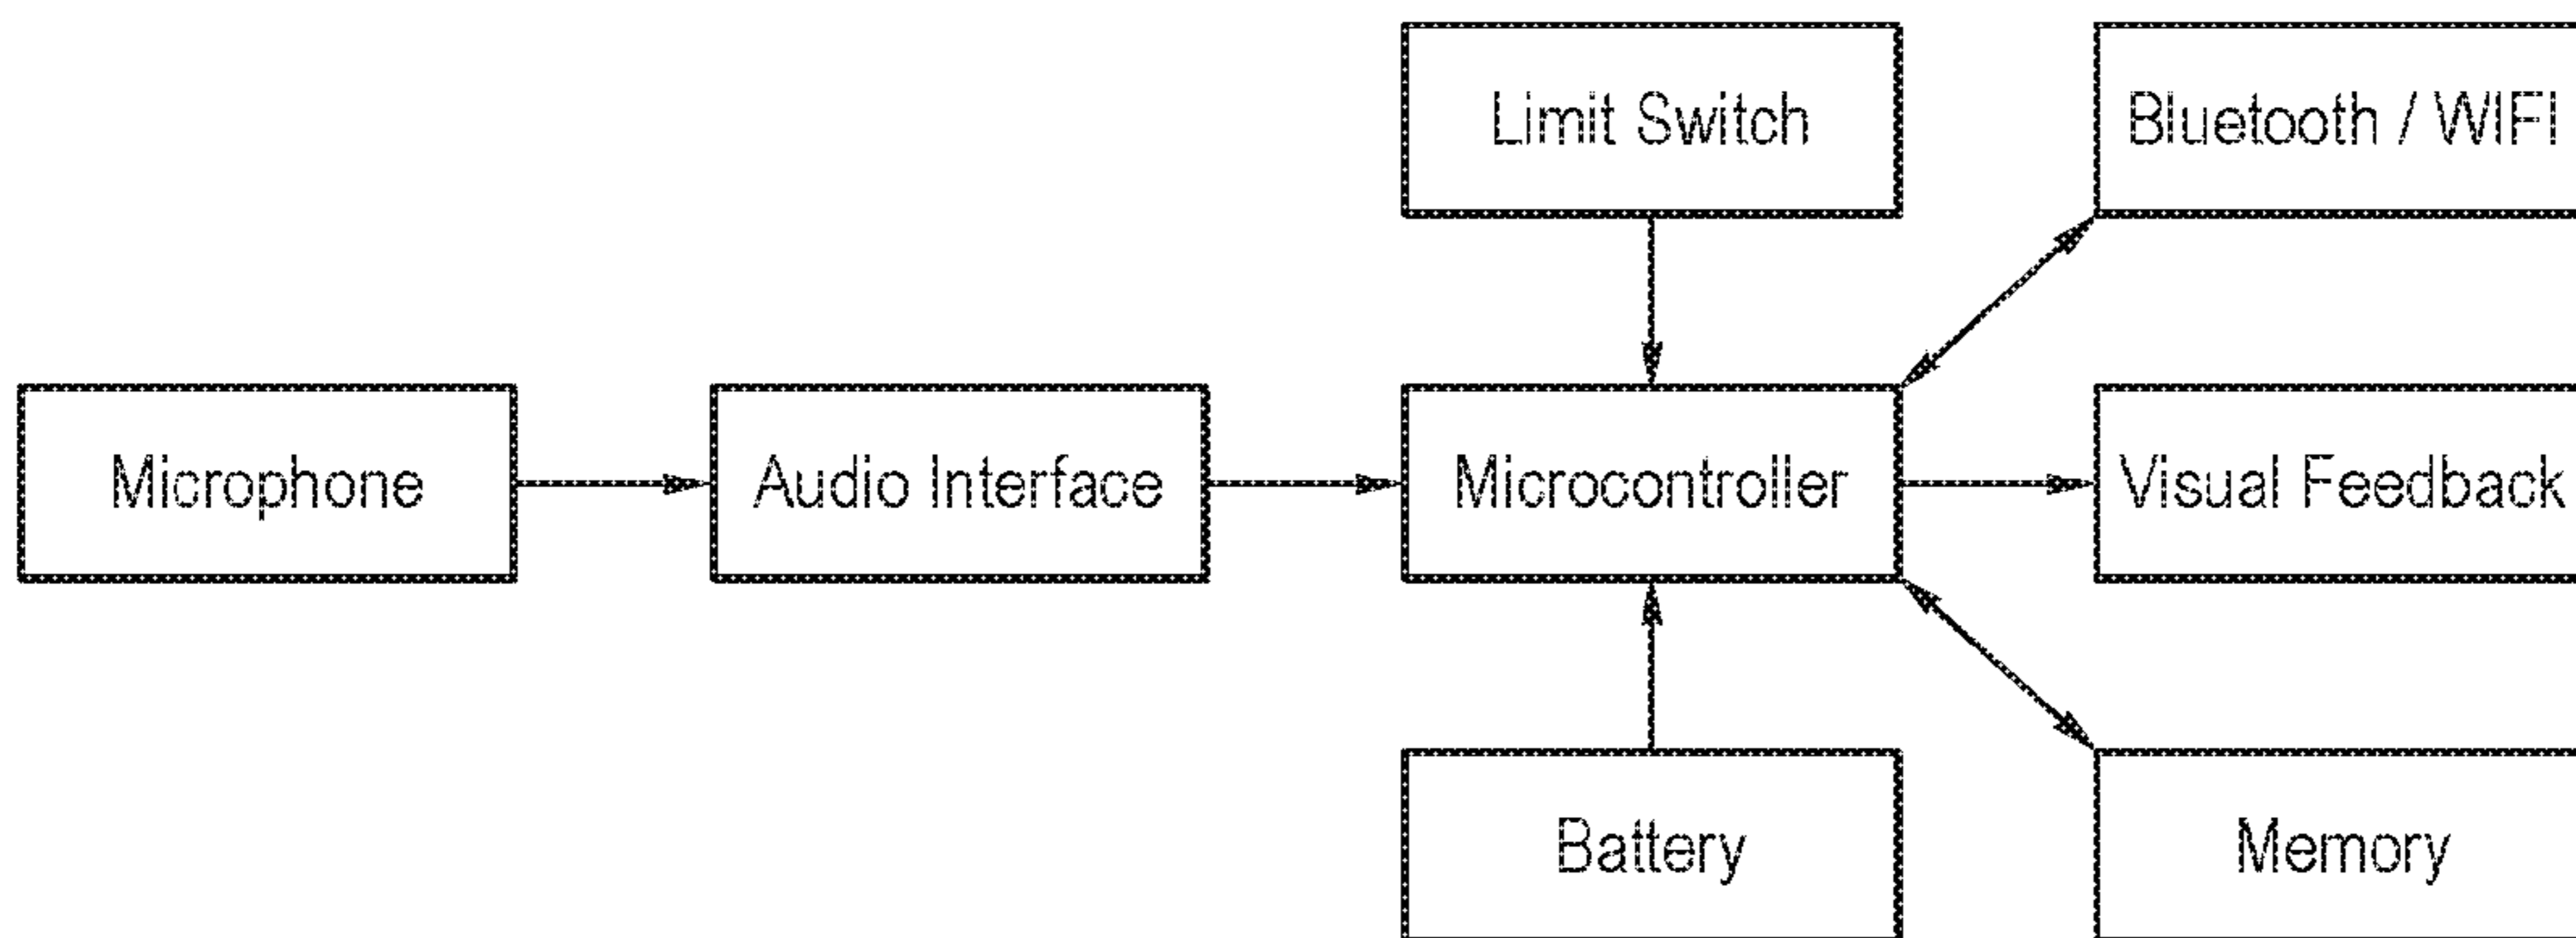 Limit Switch
Bluetooth / WIFI
Microphone
Audio Interface
Microcontroller
Visual Feedback
Battery
Memory